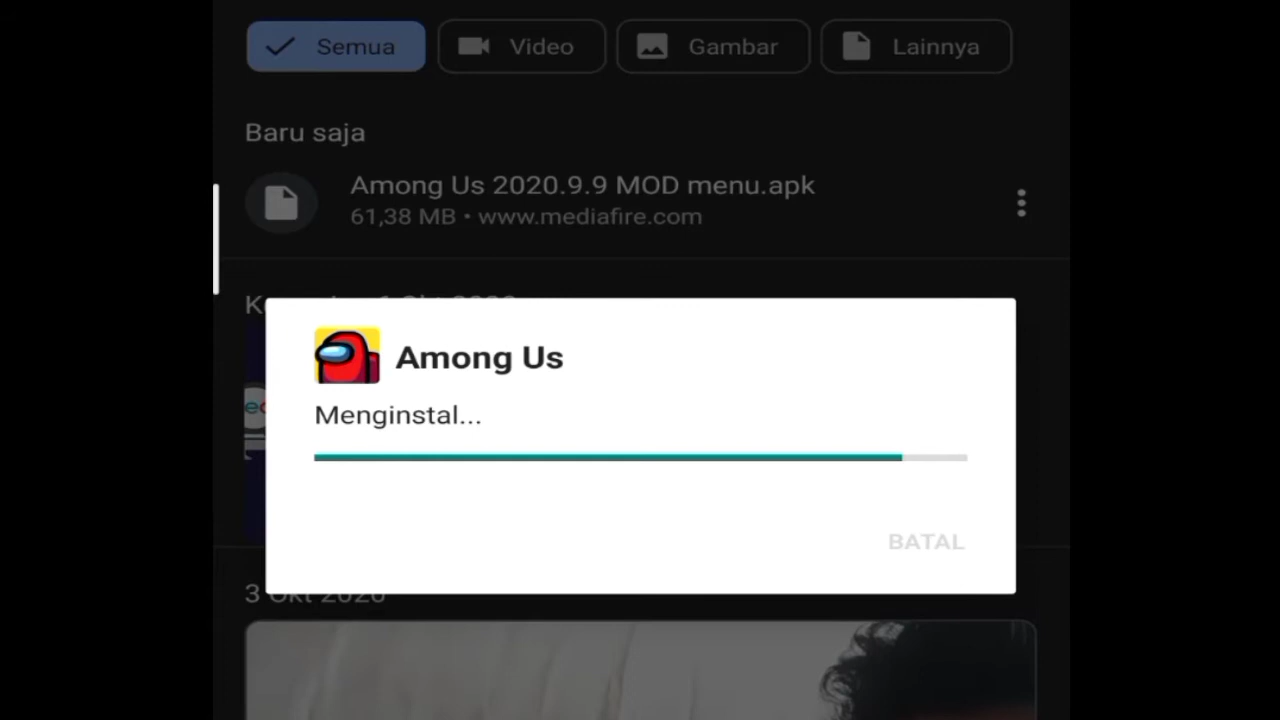 Semua
Video
Gambar
Lainnya
Baru saja
Among Us 2020.9.9 MOD menu.apk
61,38 MB • www.mediafire.com
Among Us
Menginstal...
BATAL
3 Okt 2020